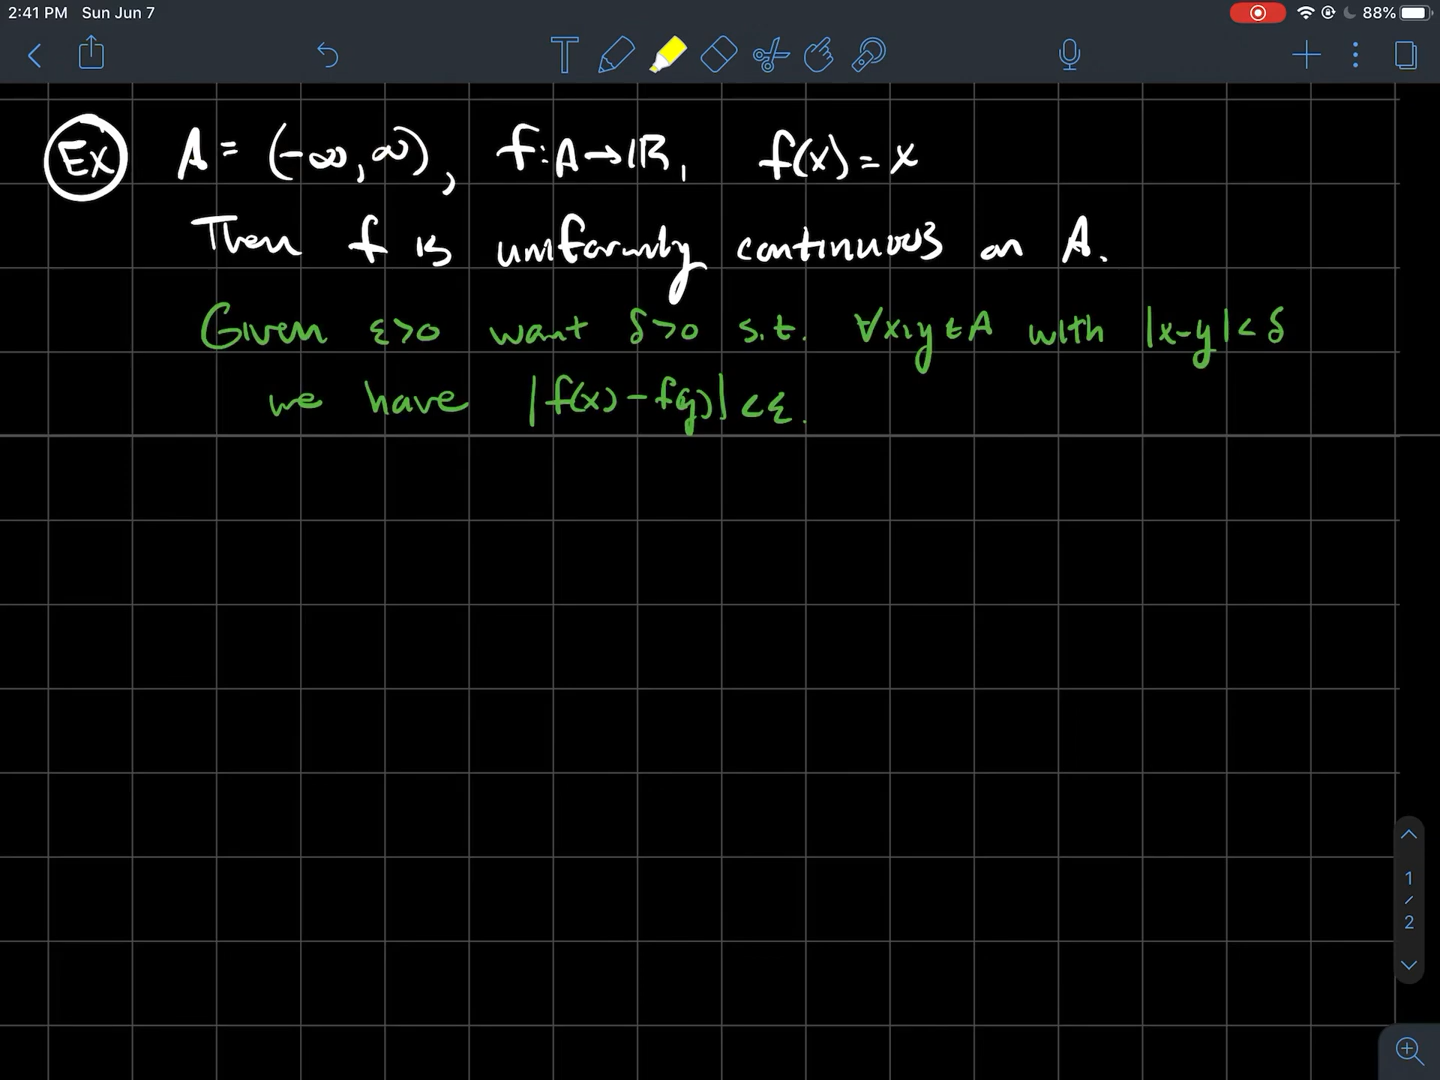 2:41 PM Sun Jun 7 88%
T
Ex A = (-∞, ∞), f: A→ℝ, f(x) = x
Then f is uniformly continuous on A.
Given ε>0 want δ>0 s.t. ∀x,y ∈ A with |x-y| < δ
we have |f(x) - f(y)| < ε.
1
/
2